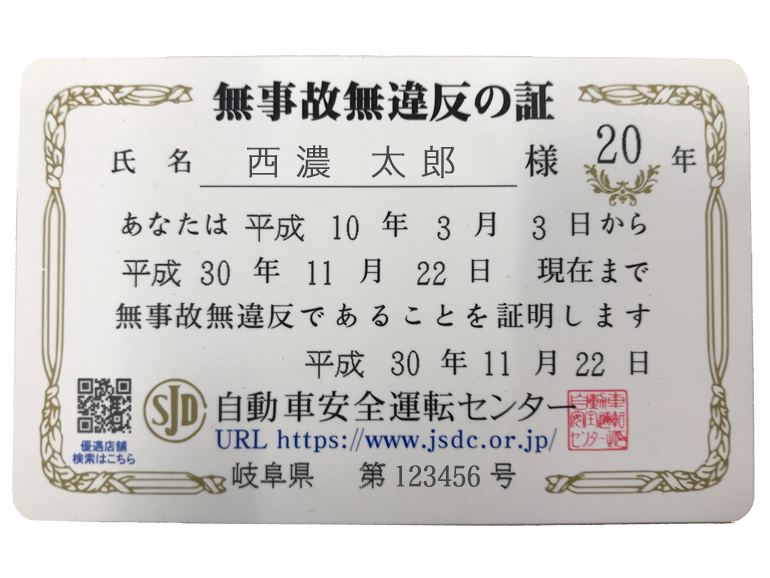 無事故無違反の証
氏 名 西濃 太郎 様 20 年
あなたは 平成 10 年 3 月 3 日から
平成 30 年 11 月 22 日 現在まで
無事故無違反であることを証明します
平成 30 年 11 月 22 日
SJD 自動車安全運転センター
URL https://www.jsdc.or.jp/
優遇店舗
検索はこちら
岐阜県 第 123456 号